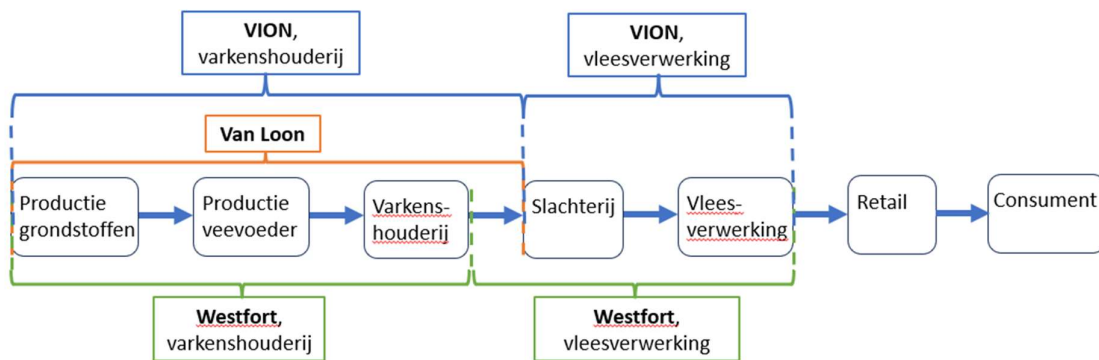 VION,
varkenshouderij
VION,
vleesverwerking
Van Loon
Productie
grondstoffen
Productie
veevoeder
Varkens-
houderij
Slachterij
Vlees-
verwerking
Retail
Consument
Westfort,
varkenshouderij
Westfort,
vleesverwerking